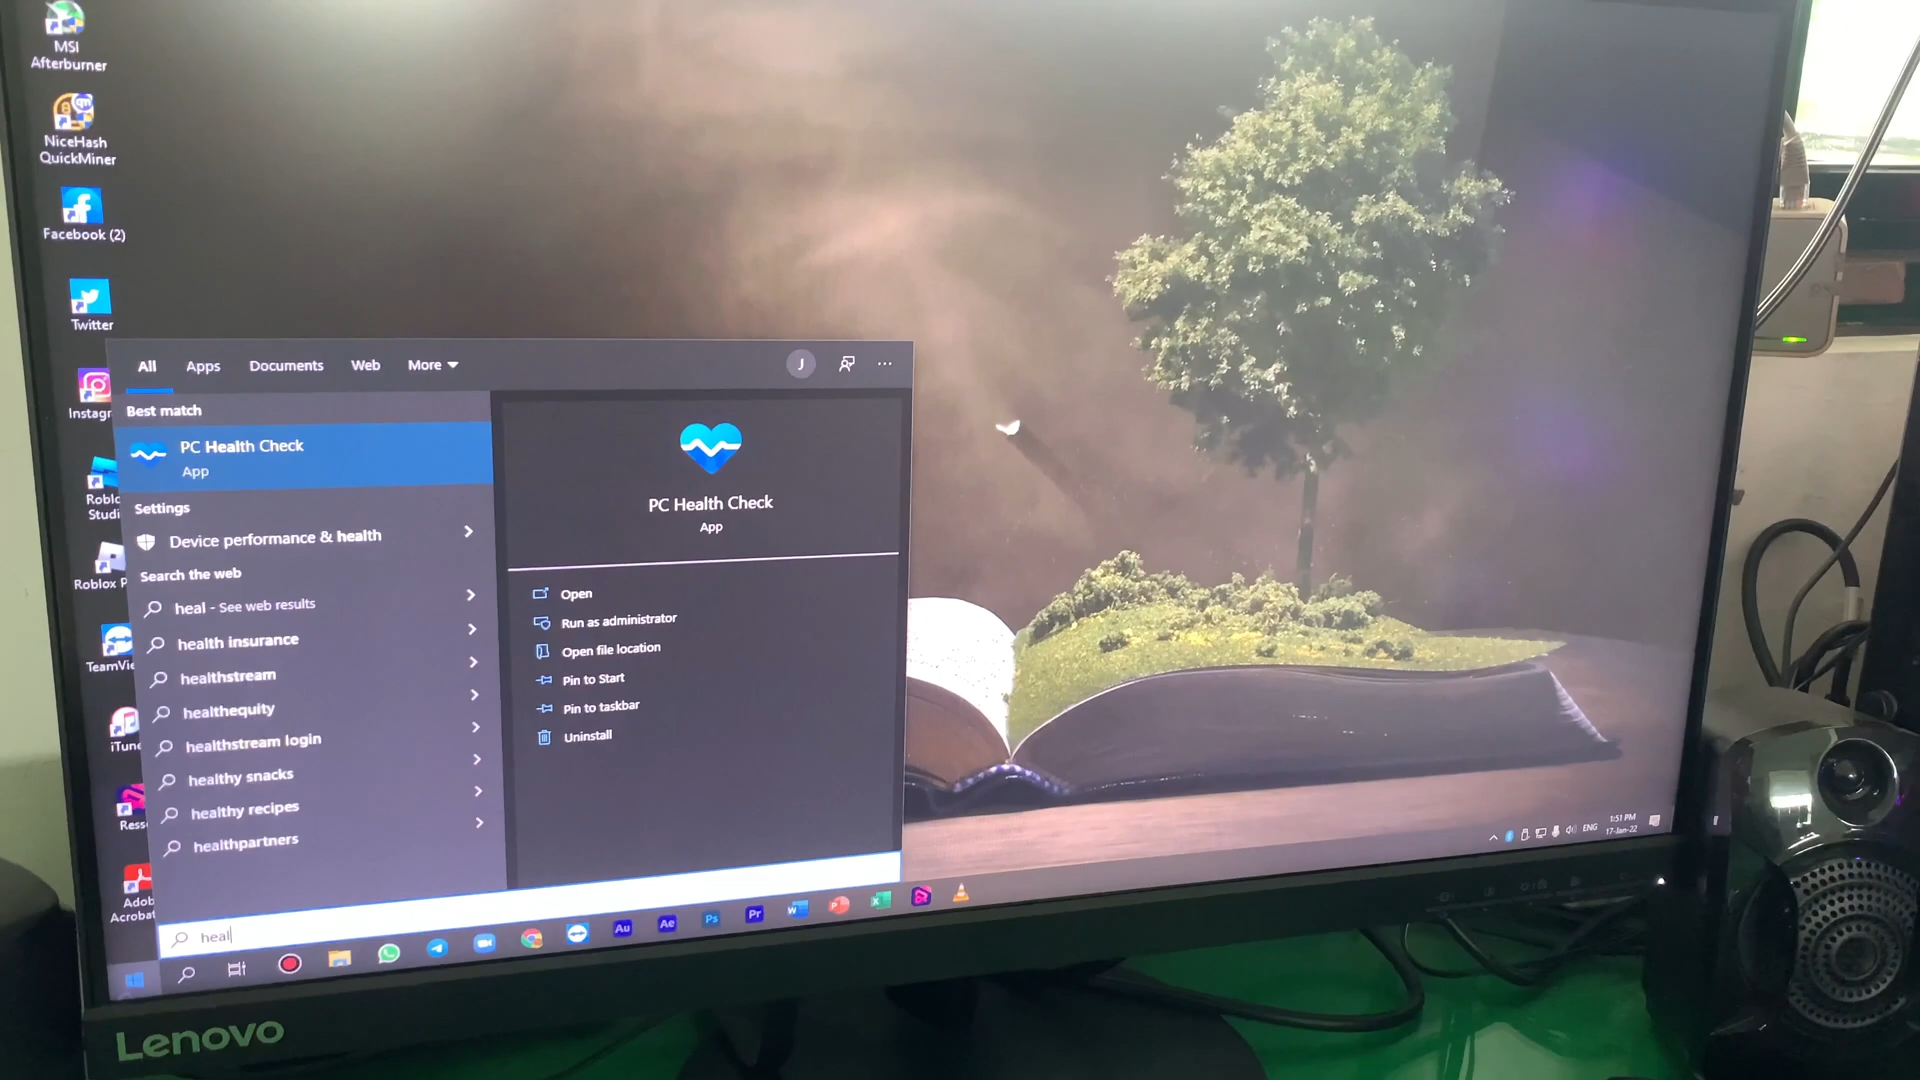 MSI
Afterburner
NiceHash
QuickMiner
Facebook (2)
Twitter
Instagr
Roblo
Studi
Roblox P
TeamVie
iTune
Ress
Adob
Acrobat
All Apps Documents Web More
J
Best match
PC Health Check
App
Settings
Device performance & health
Search the web
heal - See web results
health insurance
healthstream
healthequity
healthstream login
healthy snacks
healthy recipes
healthpartners
PC Health Check
App
Open
Run as administrator
Open file location
Pin to Start
Pin to taskbar
Uninstall
heal
Au Ae Ps Pr
ENG
1:51 PM
17-Jan-22
Lenovo